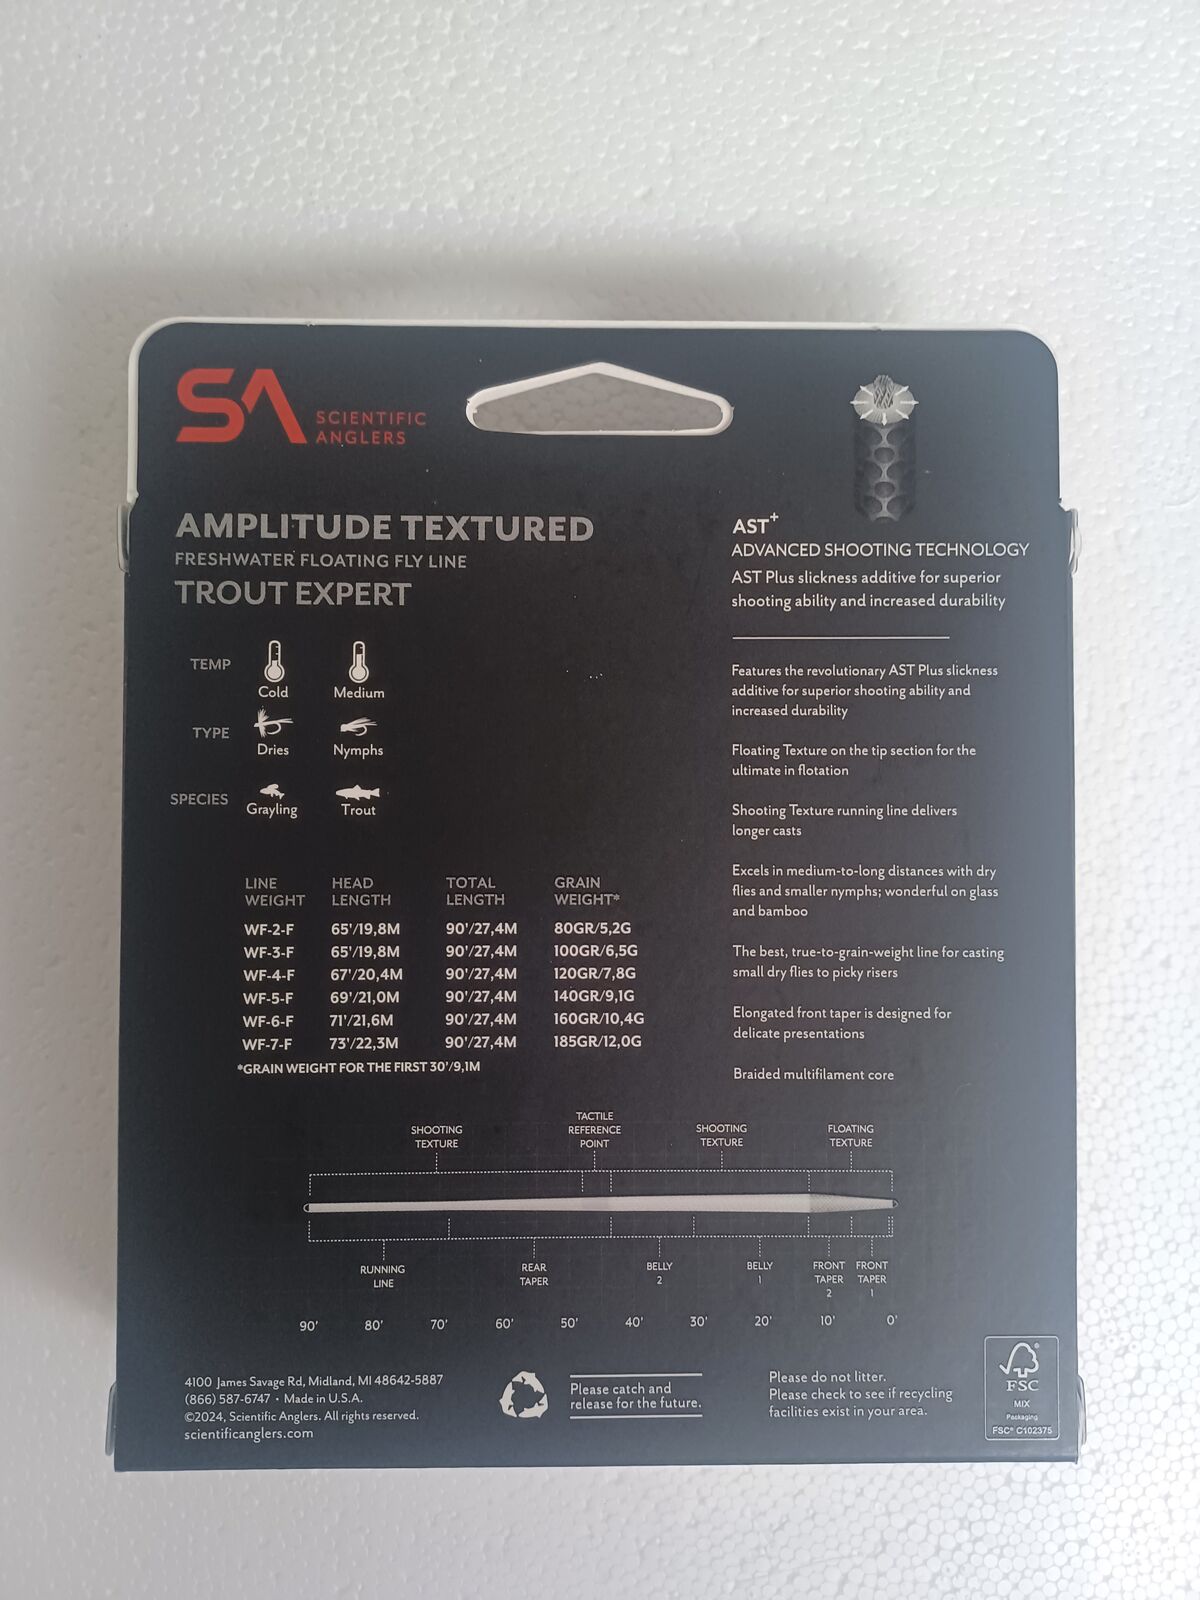 SA SCIENTIFIC
ANGLERS
AMPLITUDE TEXTURED
FRESHWATER FLOATING FLY LINE
TROUT EXPERT
TEMP
Cold Medium
TYPE
Dries Nymphs
SPECIES
Grayling Trout
LINE WEIGHT HEAD LENGTH TOTAL LENGTH GRAIN WEIGHT*
WF-2-F 65'/19,8M 90'/27,4M 80GR/5,2G
WF-3-F 65'/19,8M 90'/27,4M 100GR/6,5G
WF-4-F 67'/20,4M 90'/27,4M 120GR/7,8G
WF-5-F 69'/21,0M 90'/27,4M 140GR/9,1G
WF-6-F 71'/21,6M 90'/27,4M 160GR/10,4G
WF-7-F 73'/22,3M 90'/27,4M 185GR/12,0G
*GRAIN WEIGHT FOR THE FIRST 30'/9,1M
AST+
ADVANCED SHOOTING TECHNOLOGY
AST Plus slickness additive for superior
shooting ability and increased durability
Features the revolutionary AST Plus slickness
additive for superior shooting ability and
increased durability
Floating Texture on the tip section for the
ultimate in flotation
Shooting Texture running line delivers
longer casts
Excels in medium-to-long distances with dry
flies and smaller nymphs; wonderful on glass
and bamboo
The best, true-to-grain-weight line for casting
small dry flies to picky risers
Elongated front taper is designed for
delicate presentations
Braided multifilament core
SHOOTING TEXTURE
TACTILE REFERENCE POINT
SHOOTING TEXTURE
FLOATING TEXTURE
RUNNING LINE
REAR TAPER
BELLY 2
BELLY 1
FRONT TAPER 2
FRONT TAPER 1
90' 80' 70' 60' 50' 40' 30' 20' 10' 0'
4100 James Savage Rd, Midland, MI 48642-5887
(866) 587-6747 • Made in U.S.A.
©2024, Scientific Anglers. All rights reserved.
scientificanglers.com
Please catch and
release for the future.
Please do not litter.
Please check to see if recycling
facilities exist in your area.
FSC
MIX
Packaging
FSC® C102375